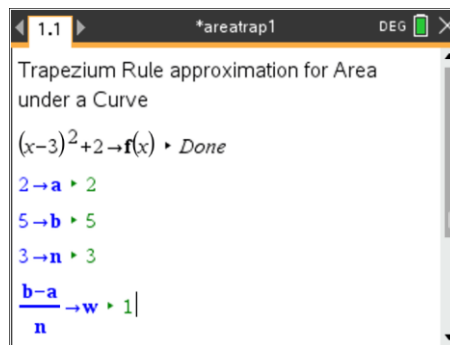 1.1 *areatrap1 DEG
Trapezium Rule approximation for Area
under a Curve
(x-3)²+2→f(x) ▸ Done
2→a ▸ 2
5→b ▸ 5
3→n ▸ 3
(b-a)/n→w ▸ 1